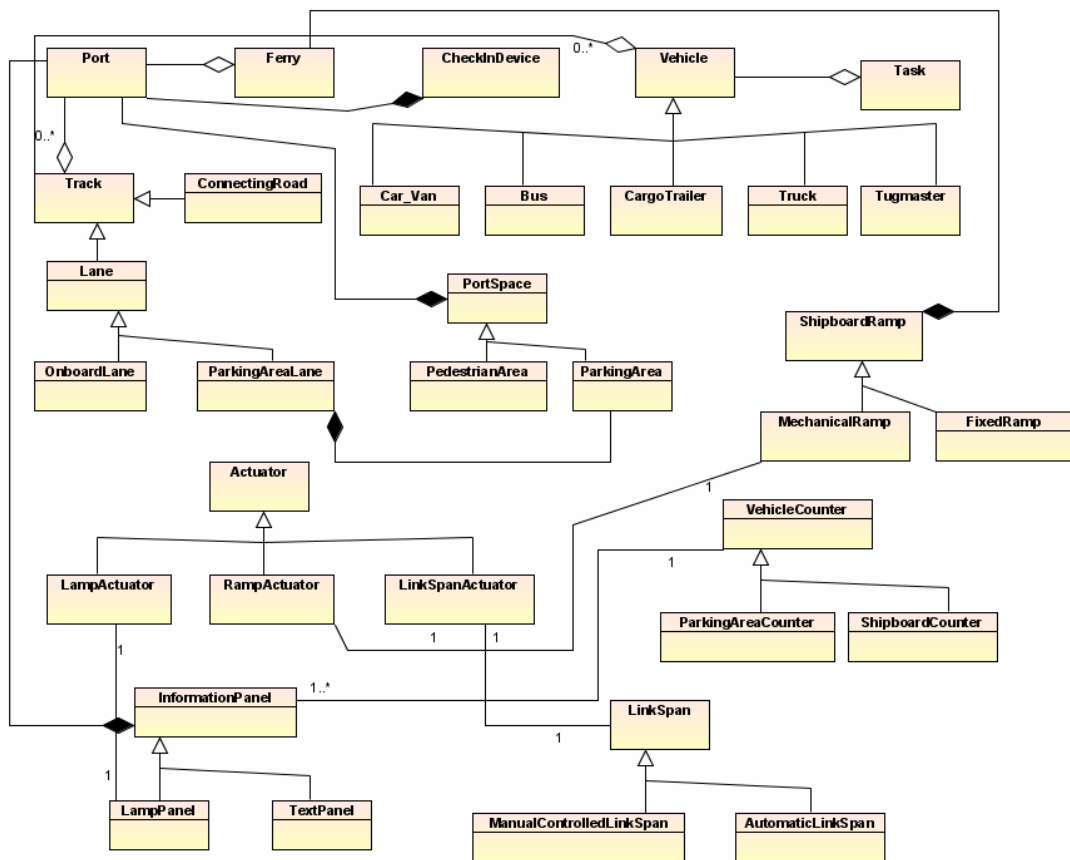 Port
Ferry
CheckInDevice
0..*
Vehicle
Task
0..*
Track
ConnectingRoad
Car_Van
Bus
CargoTrailer
Truck
Tugmaster
Lane
PortSpace
ShipboardRamp
OnboardLane
ParkingAreaLane
PedestrianArea
ParkingArea
MechanicalRamp
FixedRamp
Actuator
1
VehicleCounter
1
LampActuator
RampActuator
LinkSpanActuator
ParkingAreaCounter
ShipboardCounter
1
1
1
InformationPanel
1..*
LinkSpan
1
1
LampPanel
TextPanel
ManualControlledLinkSpan
AutomaticLinkSpan